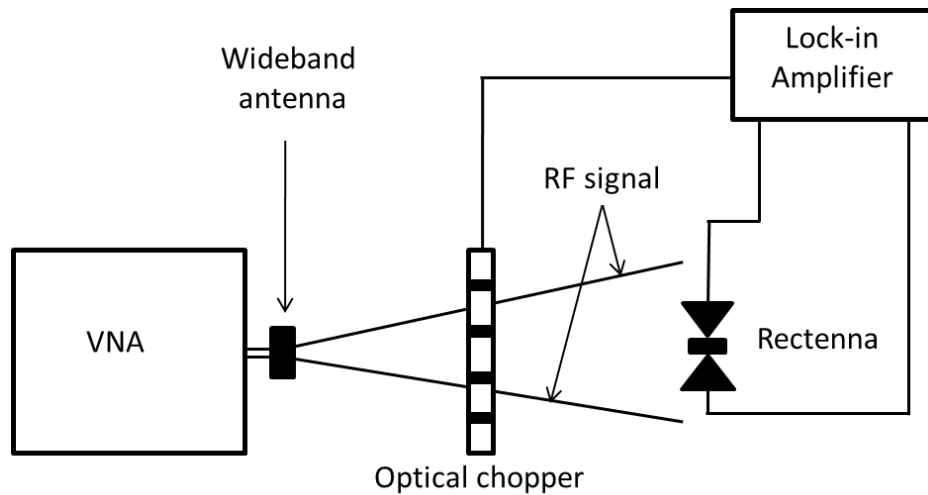 Wideband
antenna
Lock-in
Amplifier
RF signal
VNA
Rectenna
Optical chopper